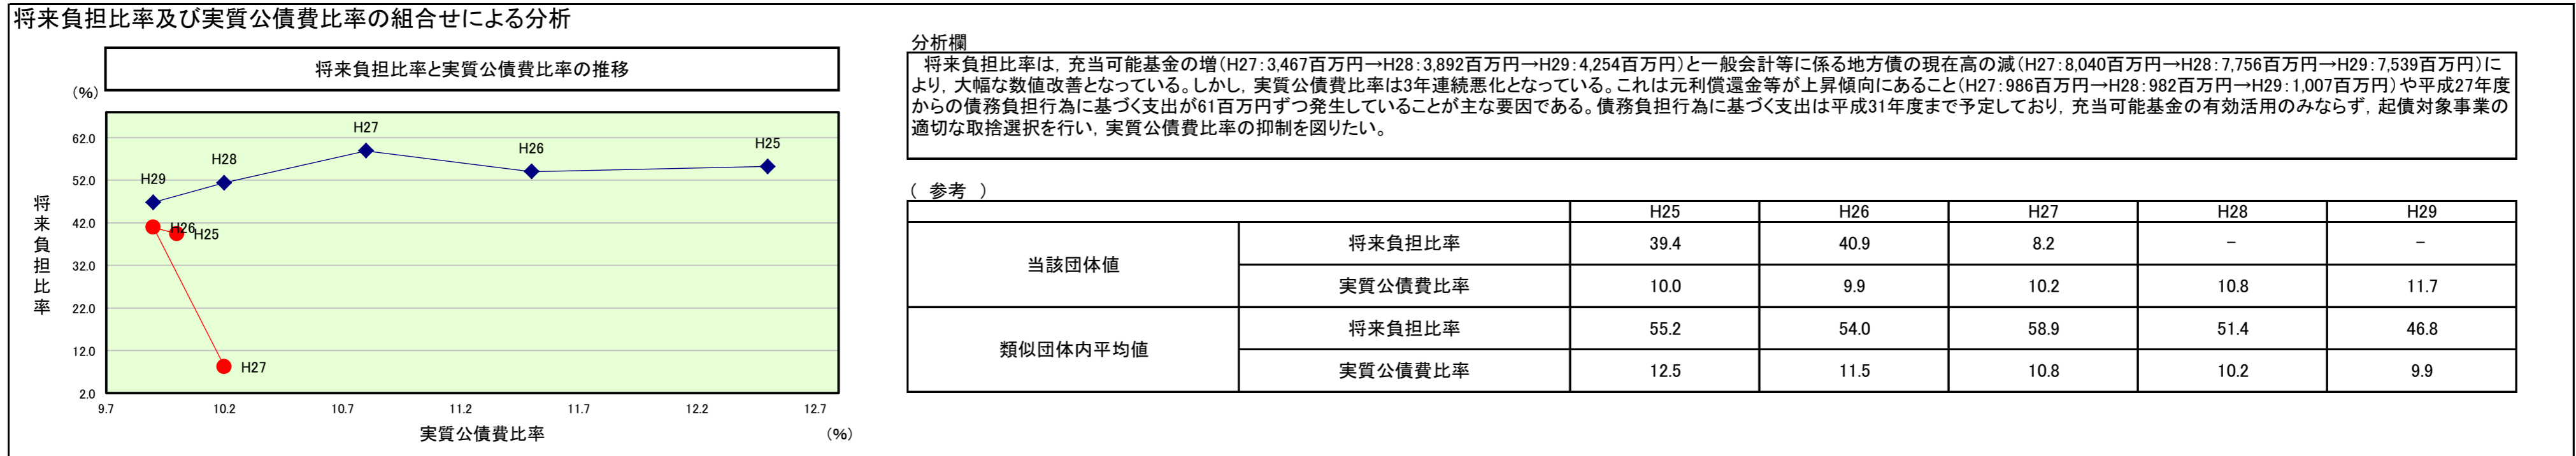 将来負担比率及び実質公債費比率の組合せによる分析
将来負担比率と実質公債費比率の推移
(%)
62.0
52.0
42.0
32.0
22.0
12.0
2.0
将来負担比率
H29
H28
H27
H26
H25
H26
H25
H27
9.7
10.2
10.7
11.2
11.7
12.2
12.7
実質公債費比率
(%)
分析欄
将来負担比率は，充当可能基金の増(H27：3,467百万円→H28：3,892百万円→H29：4,254百万円)と一般会計等に係る地方債の現在高の減(H27：8,040百万円→H28：7,756百万円→H29：7,539百万円)に
より，大幅な数値改善となっている。しかし，実質公債費比率は3年連続悪化となっている。これは元利償還金等が上昇傾向にあること(H27：986百万円→H28：982百万円→H29：1,007百万円)や平成27年度
からの債務負担行為に基づく支出が61百万円ずつ発生していることが主な要因である。債務負担行為に基づく支出は平成31年度まで予定しており，充当可能基金の有効活用のみならず，起債対象事業の
適切な取捨選択を行い，実質公債費比率の抑制を図りたい。
( 参考 )
H25 H26 H27 H28 H29
当該団体値
将来負担比率 39.4 40.9 8.2 － －
実質公債費比率 10.0 9.9 10.2 10.8 11.7
類似団体内平均値
将来負担比率 55.2 54.0 58.9 51.4 46.8
実質公債費比率 12.5 11.5 10.8 10.2 9.9